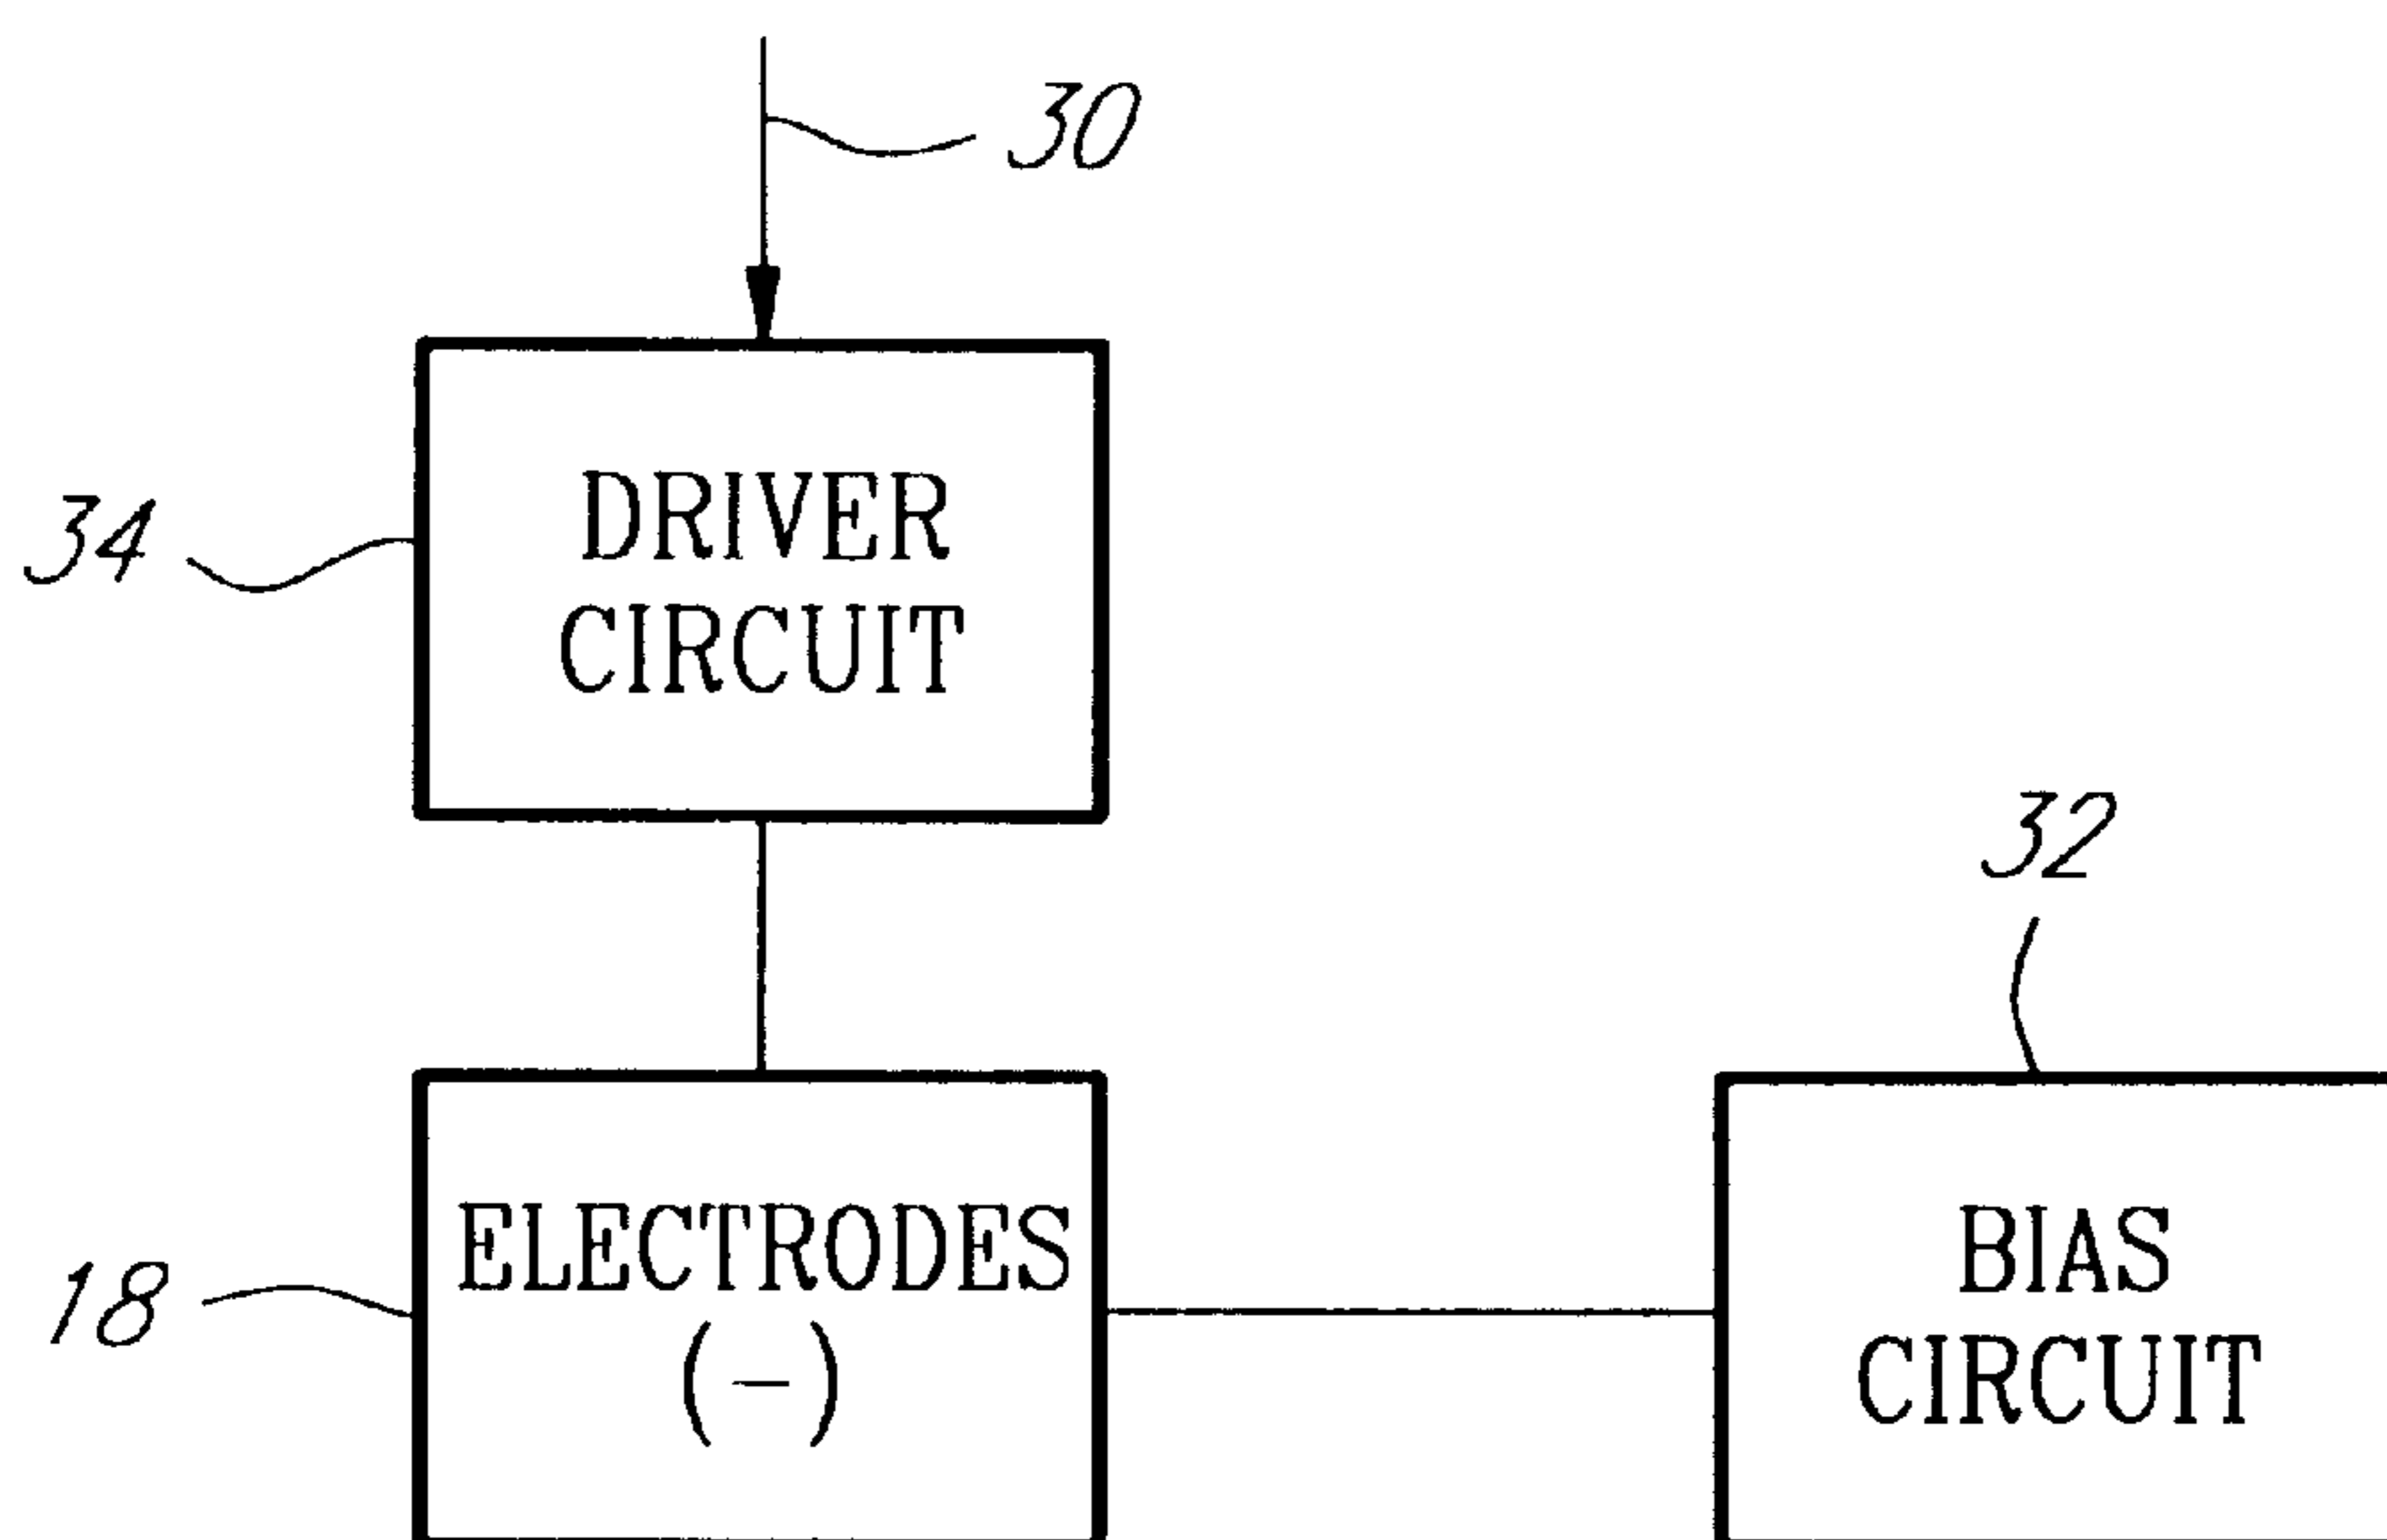 30
DRIVER
CIRCUIT
34
32
ELECTRODES
(-)
18
BIAS
CIRCUIT